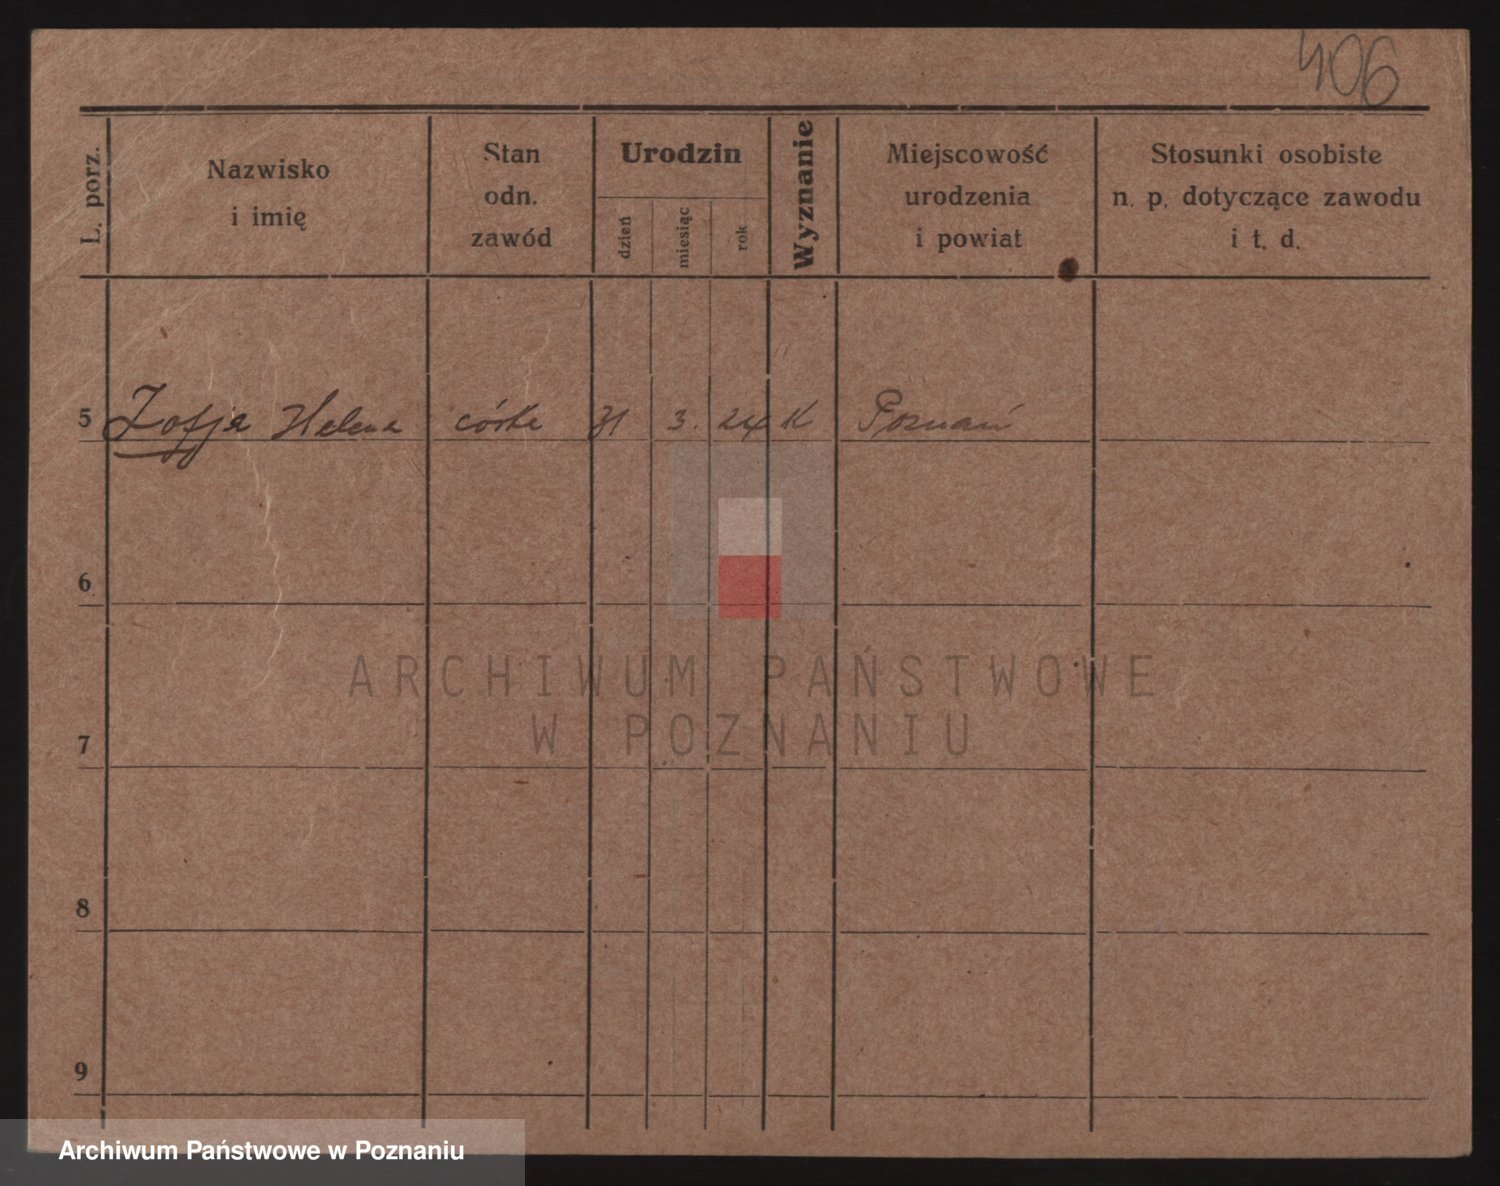 406
L. porz.
Nazwisko
i imię
Stan
odn.
zawód
Urodzin
dzień
miesiąc
rok
Wyznanie
Miejscowość
urodzenia
i powiat
Stosunki osobiste
n. p. dotyczące zawodu
i t. d.
5 Zofja Helena córka 31 3. 24 K Poznań
6
7
8
9
ARCHIWUM PAŃSTWOWE
W POZNANIU
Archiwum Państwowe w Poznaniu